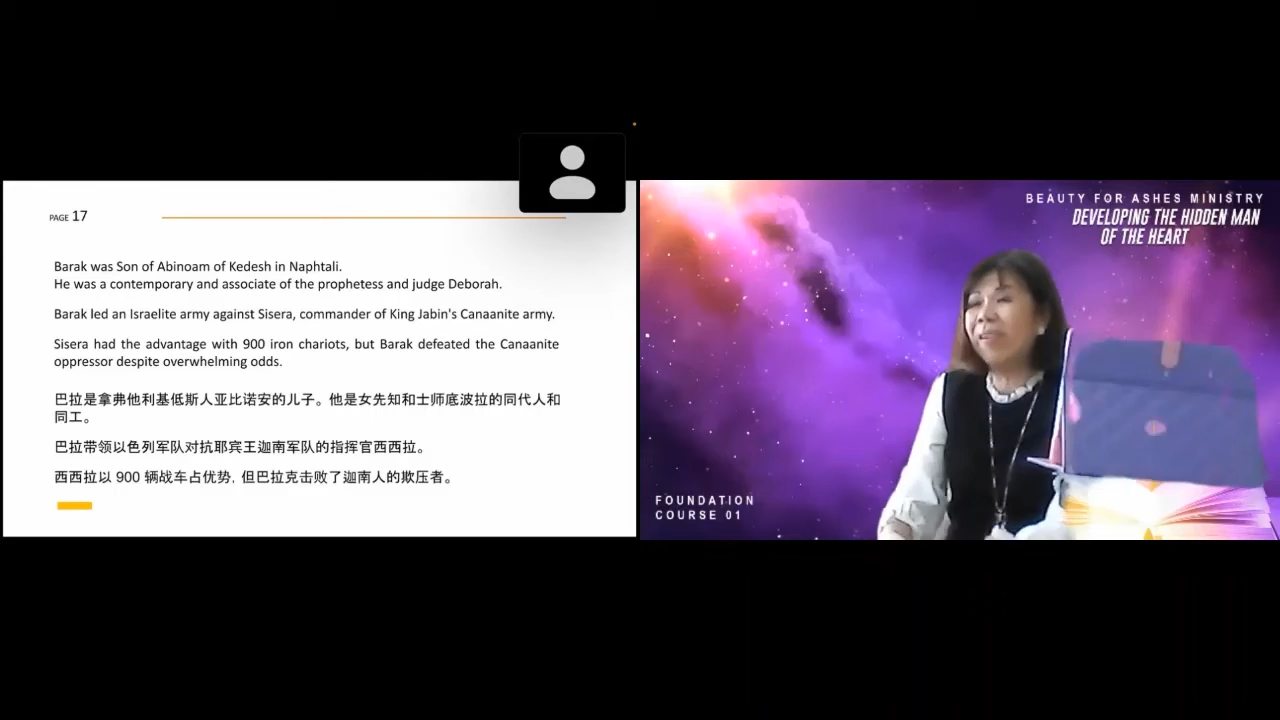 PAGE 17
Barak was Son of Abinoam of Kedesh in Naphtali.
He was a contemporary and associate of the prophetess and judge Deborah.
Barak led an Israelite army against Sisera, commander of King Jabin's Canaanite army.
Sisera had the advantage with 900 iron chariots, but Barak defeated the Canaanite
oppressor despite overwhelming odds.
巴拉是拿弗他利基低斯人亚比诺安的儿子。他是女先知和士师底波拉的同代人和
同工。
巴拉带领以色列军队对抗耶宾王迦南军队的指挥官西西拉。
西西拉以 900 辆战车占优势, 但巴拉克击败了迦南人的欺压者。
BEAUTY FOR ASHES MINISTRY
DEVELOPING THE HIDDEN MAN
OF THE HEART
FOUNDATION
COURSE 01